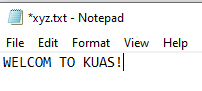 *xyz.txt - Notepad
File Edit Format View Help
WELCOM TO KUAS!